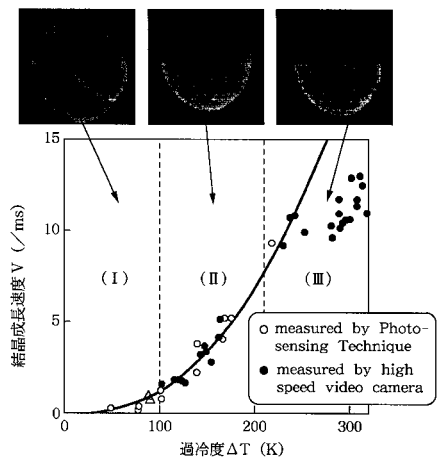 15
10
5
0
結晶成長速度 V (/ms)
(Ⅰ)
(Ⅱ)
(Ⅲ)
○ measured by Photo-
sensing Technique
● measured by high
speed video camera
0
100
200
300
過冷度 ΔT (K)